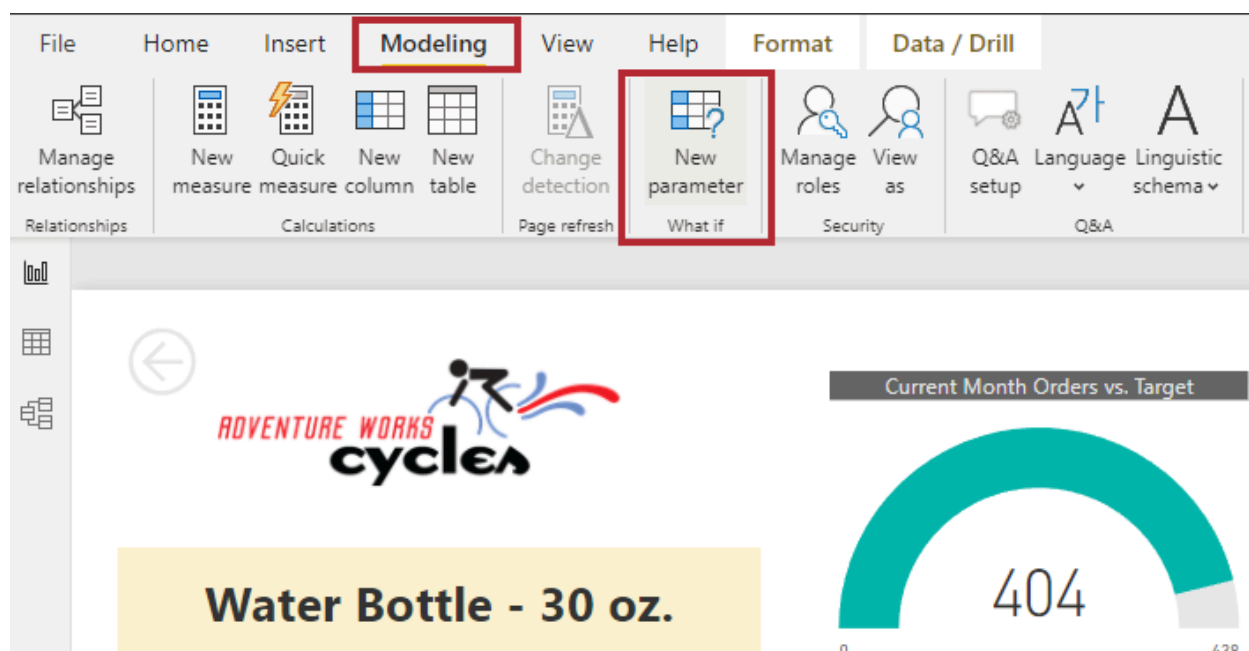 File Home Insert Modeling View Help Format Data / Drill
Manage relationships
New measure
Quick measure
New column
New table
Change detection
New parameter
Manage roles
View as
Q&A setup
Language
Linguistic schema
Relationships Calculations Page refresh What if Security Q&A
ADVENTURE WORKS
cycles
Current Month Orders vs. Target
Water Bottle - 30 oz.
404
0 438